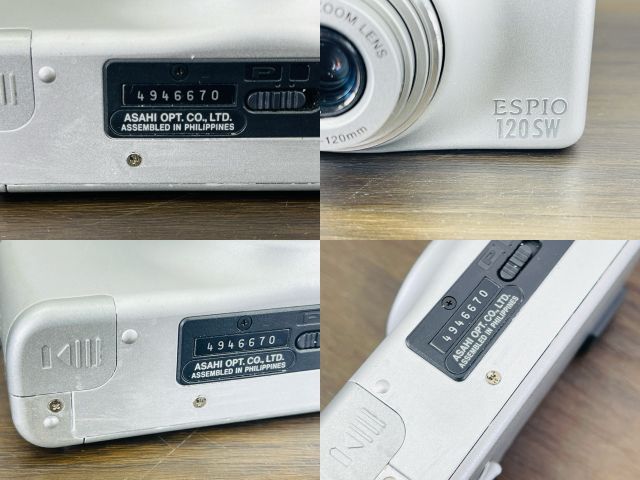 P
4946670
ASAHI OPT. CO., LTD.
ASSEMBLED IN PHILIPPINES
ZOOM LENS
120mm
ESPIO
120SW
4946670
ASAHI OPT. CO., LTD.
ASSEMBLED IN PHILIPPINES
P
4946670
ASAHI OPT. CO., LTD.
ASSEMBLED IN PHILIPPINES